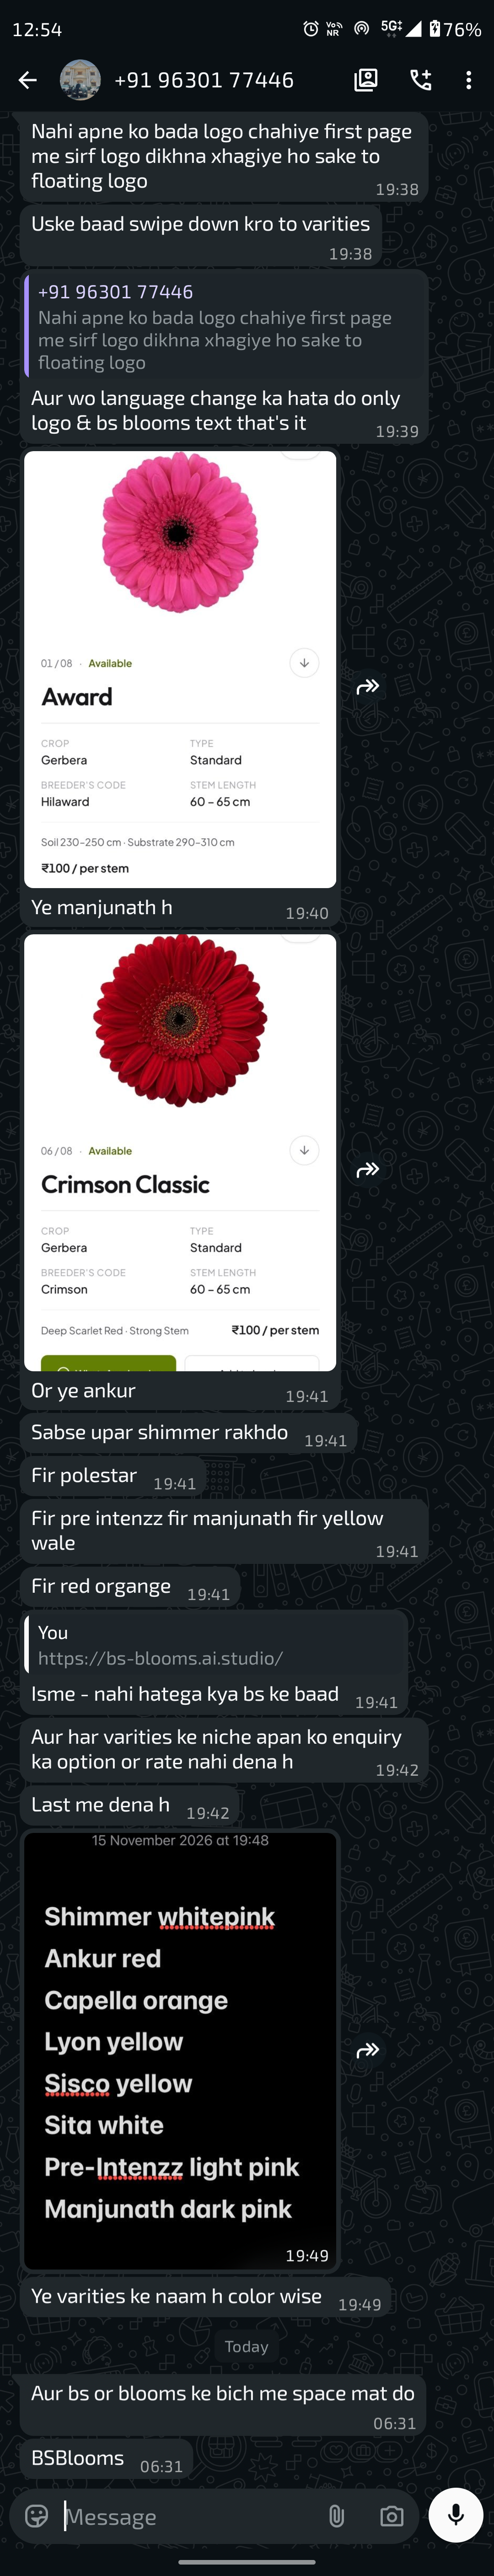 12:54
Vo))
NR
5G
76%
+91 96301 77446
Nahi apne ko bada logo chahiye first page
me sirf logo dikhna xhagiye ho sake to
floating logo
19:38
Uske baad swipe down kro to varities
19:38
+91 96301 77446
Nahi apne ko bada logo chahiye first page
me sirf logo dikhna xhagiye ho sake to
floating logo
Aur wo language change ka hata do only
logo & bs blooms text that's it
19:39
01 / 08 · Available
Award
CROP
TYPE
Gerbera
Standard
BREEDER'S CODE
STEM LENGTH
Hilaward
60 – 65 cm
Soil 230–250 cm · Substrate 290–310 cm
₹100 / per stem
Ye manjunath h
19:40
06 / 08 · Available
Crimson Classic
CROP
TYPE
Gerbera
Standard
BREEDER'S CODE
STEM LENGTH
Crimson
60 – 65 cm
Deep Scarlet Red · Strong Stem
₹100 / per stem
Or ye ankur
19:41
Sabse upar shimmer rakhdo
19:41
Fir polestar
19:41
Fir pre intenzz fir manjunath fir yellow
wale
19:41
Fir red organge
19:41
You
https://bs-blooms.ai.studio/
Isme - nahi hatega kya bs ke baad
19:41
Aur har varities ke niche apan ko enquiry
ka option or rate nahi dena h
19:42
Last me dena h
19:42
15 November 2026 at 19:48
Shimmer whitepink
Ankur red
Capella orange
Lyon yellow
Sisco yellow
Sita white
Pre-Intenzz light pink
Manjunath dark pink
19:49
Ye varities ke naam h color wise
19:49
Today
Aur bs or blooms ke bich me space mat do
06:31
BSBlooms
06:31
Message